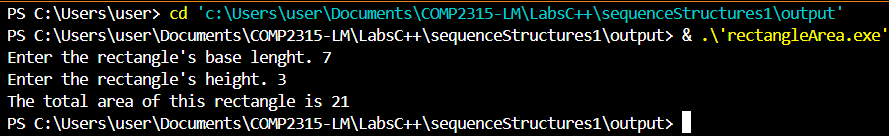 PS C:\Users\user> cd 'c:\Users\user\Documents\COMP2315-LM\LabsC++\sequenceStructures1\output'
PS C:\Users\user\Documents\COMP2315-LM\LabsC++\sequenceStructures1\output> & .\'rectangleArea.exe'
Enter the rectangle's base lenght. 7
Enter the rectangle's height. 3
The total area of this rectangle is 21
PS C:\Users\user\Documents\COMP2315-LM\LabsC++\sequenceStructures1\output>